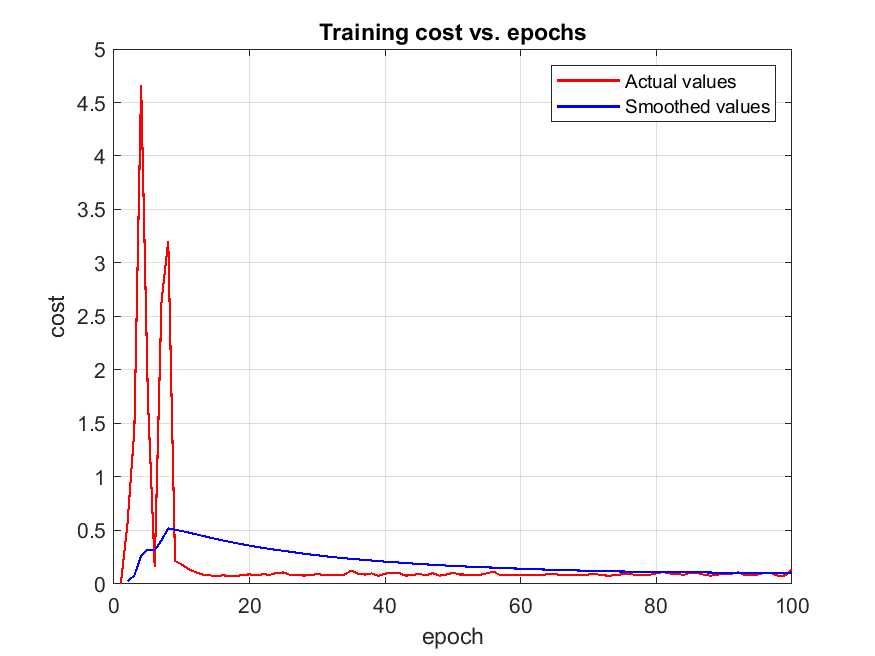 Training cost vs. epochs
Actual values
Smoothed values
5
4.5
4
3.5
3
2.5
2
1.5
1
0.5
0
cost
0 20 40 60 80 100
epoch